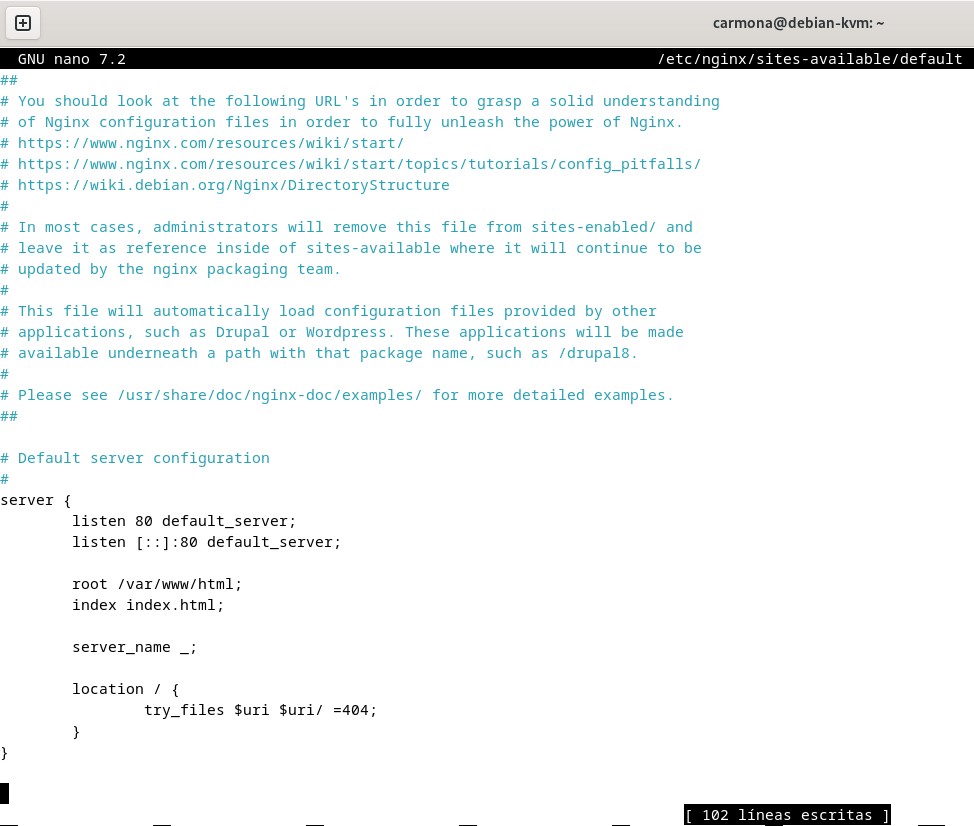 carmona@debian-kvm: ~
GNU nano 7.2 /etc/nginx/sites-available/default
##
# You should look at the following URL's in order to grasp a solid understanding
# of Nginx configuration files in order to fully unleash the power of Nginx.
# https://www.nginx.com/resources/wiki/start/
# https://www.nginx.com/resources/wiki/start/topics/tutorials/config_pitfalls/
# https://wiki.debian.org/Nginx/DirectoryStructure
#
# In most cases, administrators will remove this file from sites-enabled/ and
# leave it as reference inside of sites-available where it will continue to be
# updated by the nginx packaging team.
#
# This file will automatically load configuration files provided by other
# applications, such as Drupal or Wordpress. These applications will be made
# available underneath a path with that package name, such as /drupal8.
#
# Please see /usr/share/doc/nginx-doc/examples/ for more detailed examples.
##

# Default server configuration
#
server {
        listen 80 default_server;
        listen [::]:80 default_server;

        root /var/www/html;
        index index.html;

        server_name _;

        location / {
                try_files $uri $uri/ =404;
        }
}

[ 102 líneas escritas ]